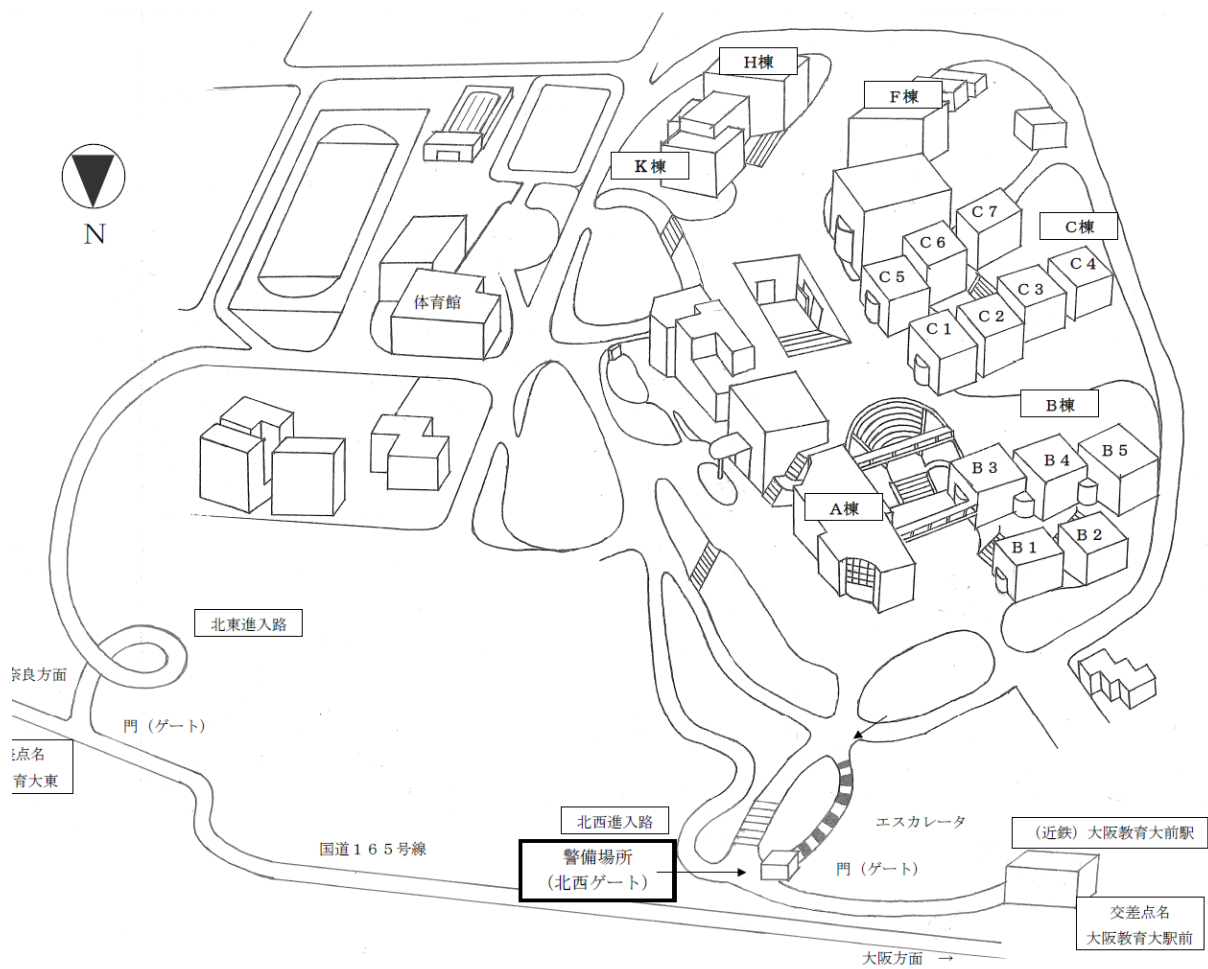 H棟
F棟
K棟
N
C7
C棟
C6
C4
C5
C3
体育館
C2
C1
B棟
B5
B3
B4
A棟
B2
B1
北東進入路
奈良方面
門（ゲート）
点名
育大東
北西進入路
エスカレータ
（近鉄）大阪教育大前駅
国道１６５号線
警備場所
（北西ゲート）
門（ゲート）
交差点名
大阪教育大駅前
大阪方面　→